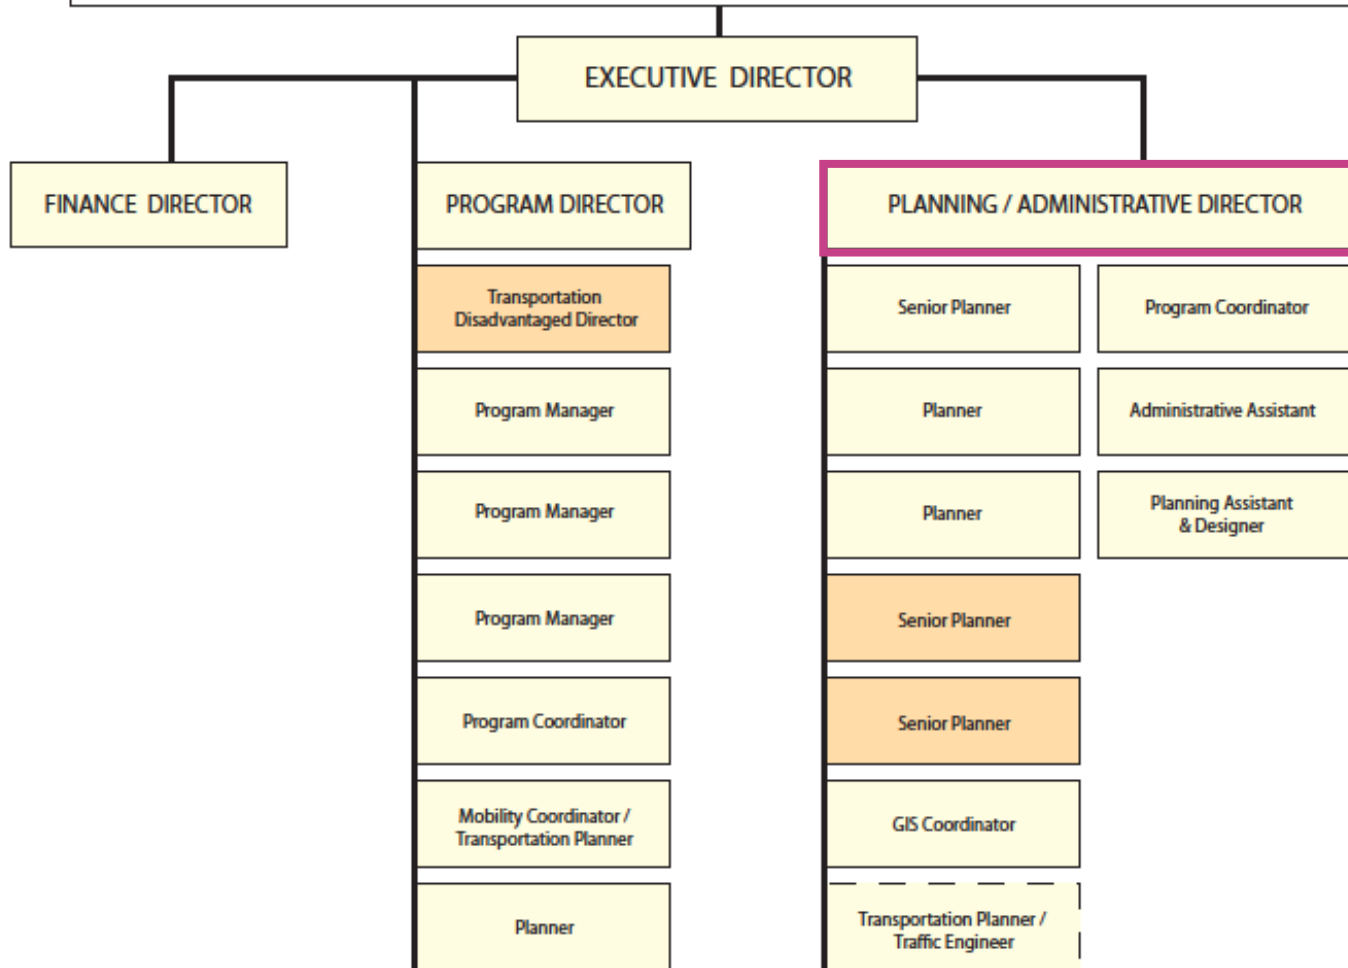 EXECUTIVE DIRECTOR
FINANCE DIRECTOR
PROGRAM DIRECTOR
PLANNING / ADMINISTRATIVE DIRECTOR
Transportation
Disadvantaged Director
Program Manager
Program Manager
Program Manager
Program Coordinator
Mobility Coordinator /
Transportation Planner
Planner
Senior Planner
Planner
Planner
Senior Planner
Senior Planner
GIS Coordinator
Transportation Planner /
Traffic Engineer
Program Coordinator
Administrative Assistant
Planning Assistant
& Designer